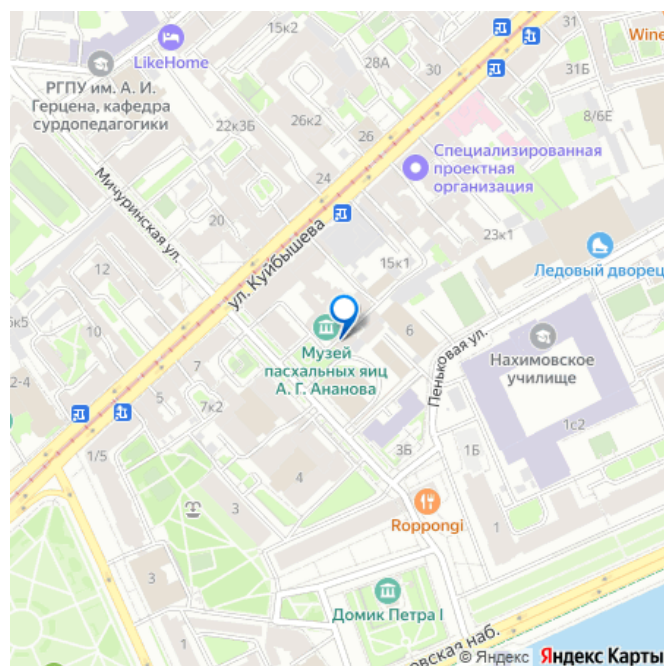 15к2
31
LikeHome
28А
30
Wine
РГПУ им. А. И.
Герцена, кафедра
сурдопедагогики
31Б
8/6Е
22к3Б
26к2
26
Специализированная
проектная
организация
24
Мичуринская ул.
20
ул. Куйбышева
23к1
12
15к1
Ледовый дворец
6к5
10
6
Пеньковая ул.
Музей
пасхальных яиц
А. Г. Ананова
Нахимовское
училище
7
2-4
5
7к2
1с2
3Б
1Б
1/5
4
3
Roppongi
1
3
Домик Петра I
1
овская наб.
© Яндекс Яндекс Карты